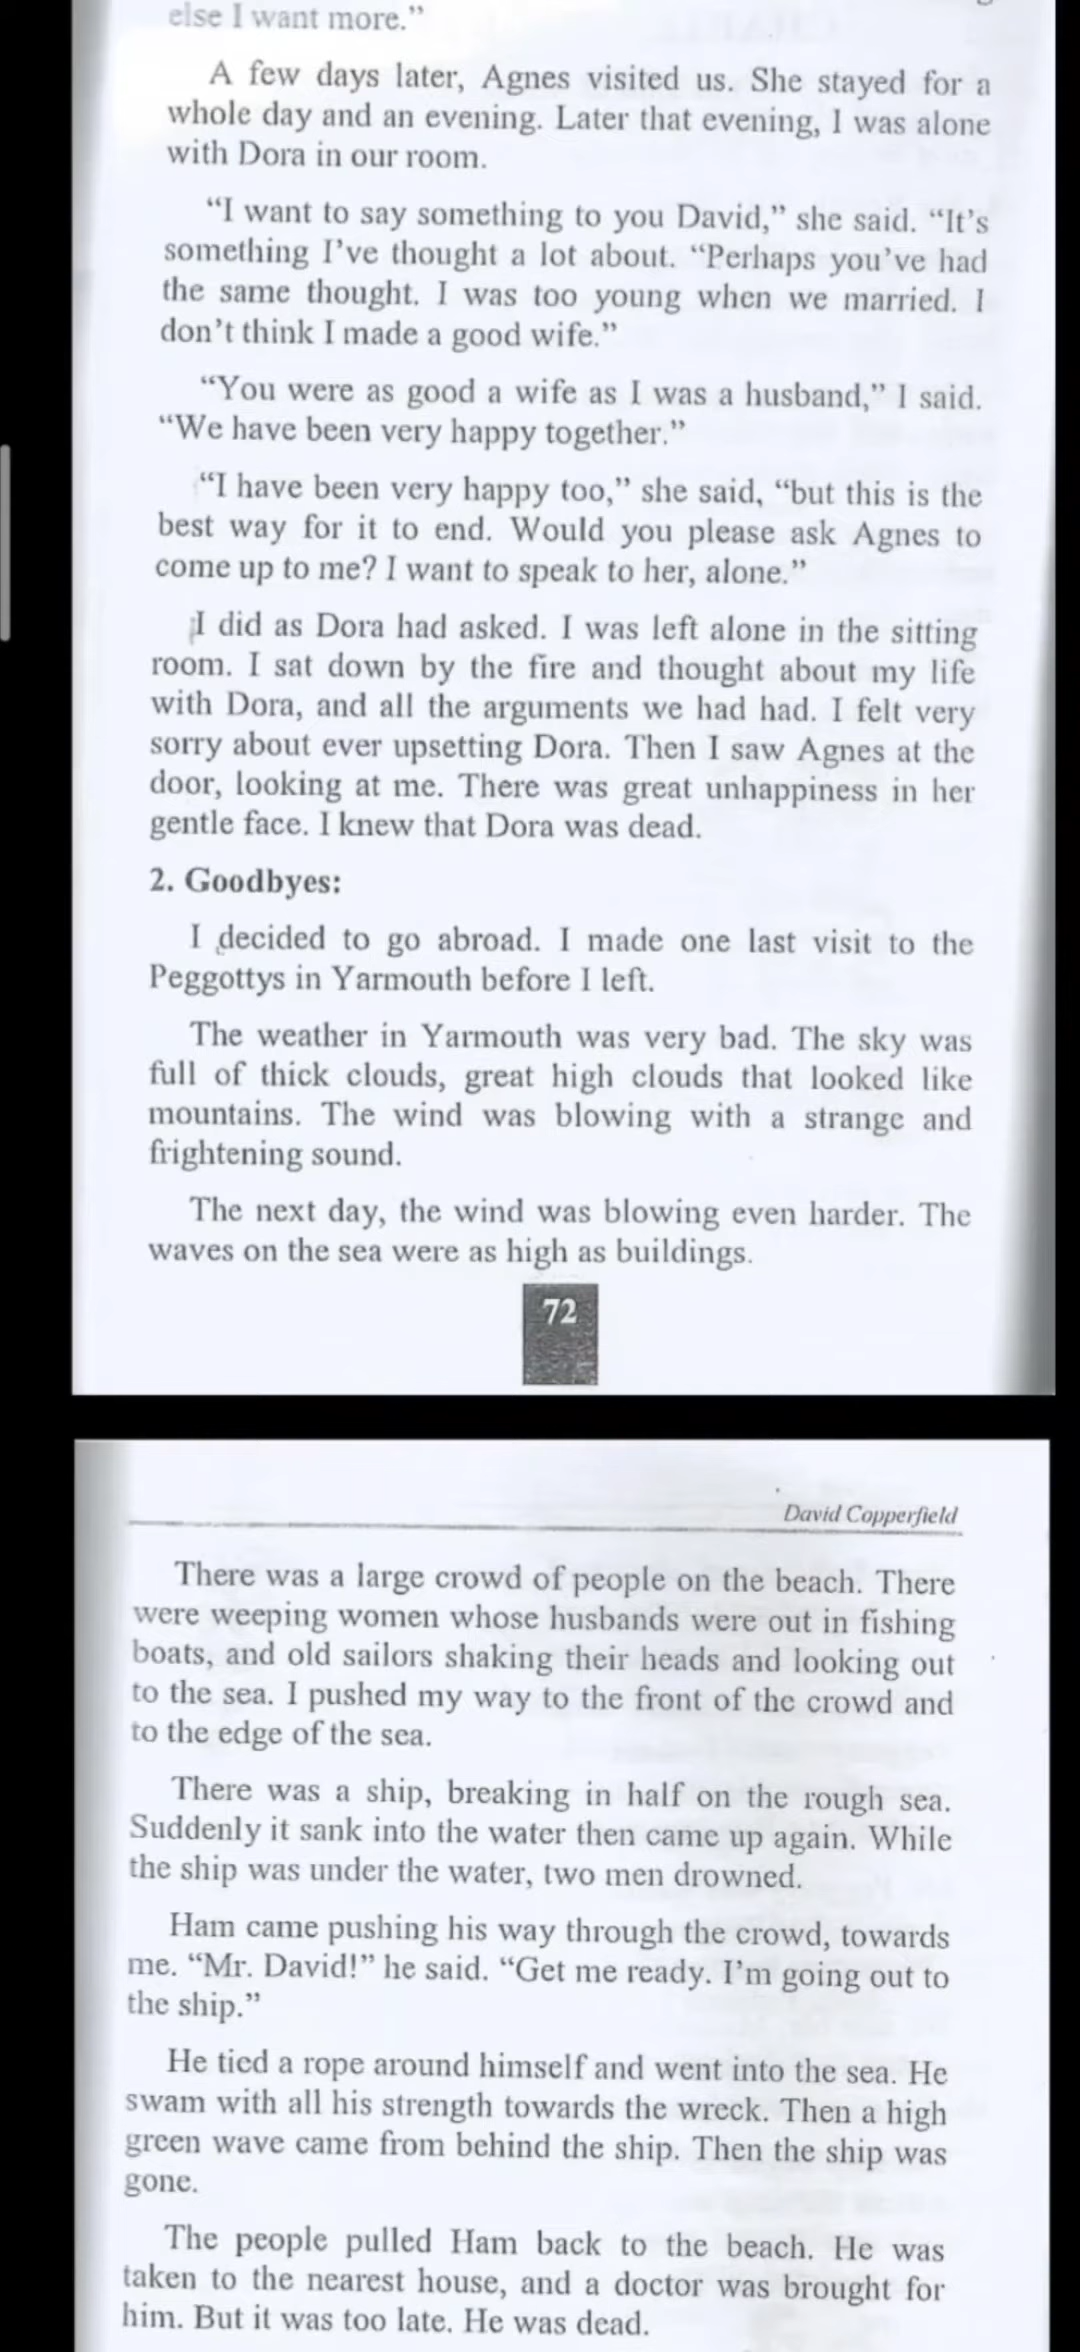 else I want more.”
A few days later, Agnes visited us. She stayed for a
whole day and an evening. Later that evening, I was alone
with Dora in our room.
“I want to say something to you David,” she said. “It’s
something I’ve thought a lot about. “Perhaps you’ve had
the same thought. I was too young when we married. I
don’t think I made a good wife.”
“You were as good a wife as I was a husband,” I said.
“We have been very happy together.”
“I have been very happy too,” she said, “but this is the
best way for it to end. Would you please ask Agnes to
come up to me? I want to speak to her, alone.”
I did as Dora had asked. I was left alone in the sitting
room. I sat down by the fire and thought about my life
with Dora, and all the arguments we had had. I felt very
sorry about ever upsetting Dora. Then I saw Agnes at the
door, looking at me. There was great unhappiness in her
gentle face. I knew that Dora was dead.
2. Goodbyes:
I decided to go abroad. I made one last visit to the
Peggottys in Yarmouth before I left.
The weather in Yarmouth was very bad. The sky was
full of thick clouds, great high clouds that looked like
mountains. The wind was blowing with a strange and
frightening sound.
The next day, the wind was blowing even harder. The
waves on the sea were as high as buildings.
72
David Copperfield
There was a large crowd of people on the beach. There
were weeping women whose husbands were out in fishing
boats, and old sailors shaking their heads and looking out
to the sea. I pushed my way to the front of the crowd and
to the edge of the sea.
There was a ship, breaking in half on the rough sea.
Suddenly it sank into the water then came up again. While
the ship was under the water, two men drowned.
Ham came pushing his way through the crowd, towards
me. “Mr. David!” he said. “Get me ready. I’m going out to
the ship.”
He tied a rope around himself and went into the sea. He
swam with all his strength towards the wreck. Then a high
green wave came from behind the ship. Then the ship was
gone.
The people pulled Ham back to the beach. He was
taken to the nearest house, and a doctor was brought for
him. But it was too late. He was dead.